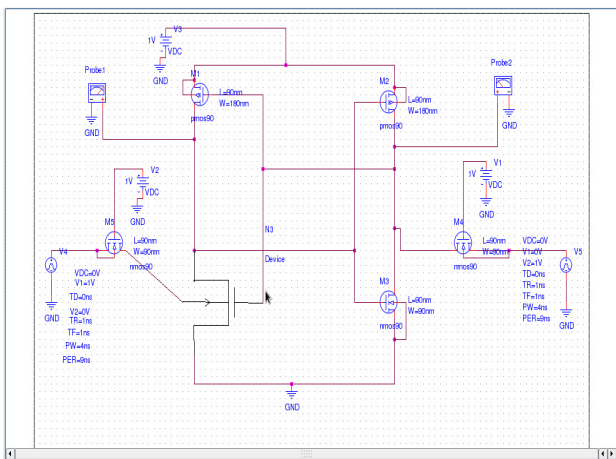 V3
1V
VDC
GND
Probe1
GND
M1
L=90nm
W=180nm
pmos90
M2
L=90nm
W=180nm
pmos90
Probe2
GND
V2
1V
VDC
GND
V1
1V
VDC
GND
M5
L=90nm
W=90nm
nmos90
N3
Device
M4
L=90nm
W=90nm
nmos90
V4
GND
VDC=0V
V1=1V
TD=0ns
V2=0V
TR=1ns
TF=1ns
PW=4ns
PER=9ns
M3
L=90nm
W=90nm
nmos90
VDC=0V
V1=0V
V2=1V
TD=0ns
TR=1ns
TF=1ns
PW=4ns
PER=9ns
V5
GND
GND